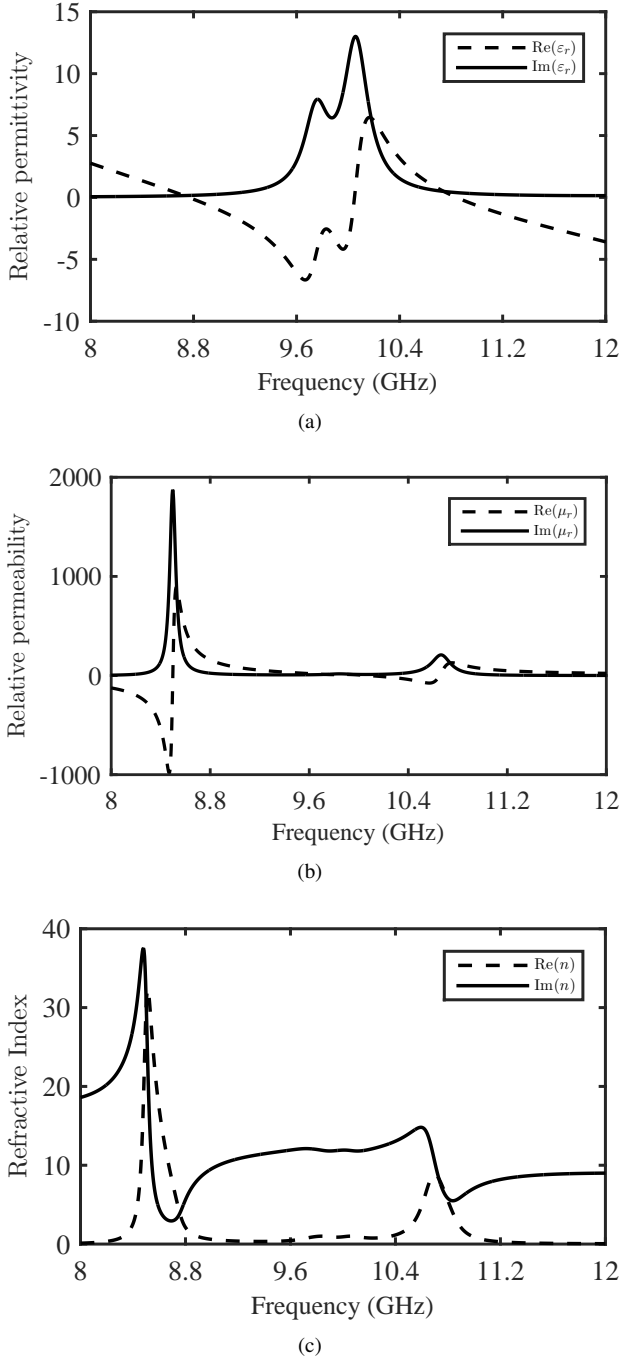 15
10
5
0
-5
-10
Relative permittivity
Re(εr)
Im(εr)
8 8.8 9.6 10.4 11.2 12
Frequency (GHz)
(a)
2000
1000
0
-1000
Relative permeability
Re(μr)
Im(μr)
8 8.8 9.6 10.4 11.2 12
Frequency (GHz)
(b)
40
30
20
10
0
Refractive Index
Re(n)
Im(n)
8 8.8 9.6 10.4 11.2 12
Frequency (GHz)
(c)